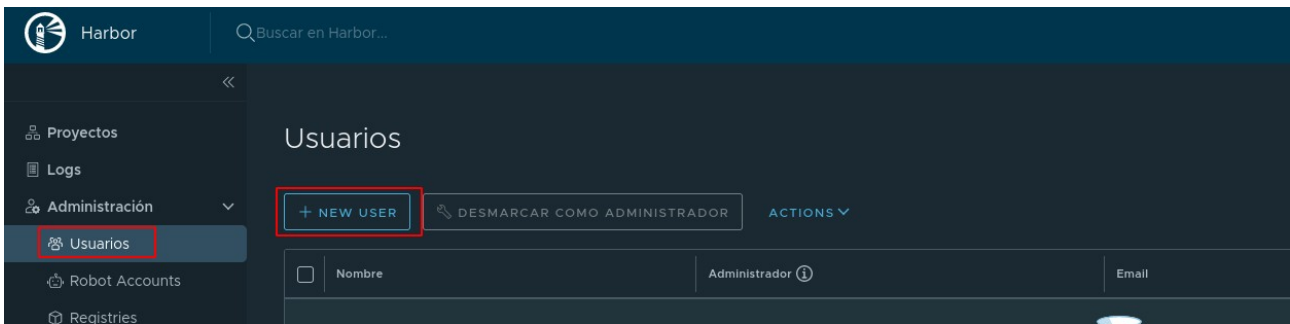 Harbor
Buscar en Harbor...
Proyectos
Logs
Administración
Usuarios
Robot Accounts
Registries
Usuarios
+ NEW USER DESMARCAR COMO ADMINISTRADOR ACTIONS
Nombre Administrador Email